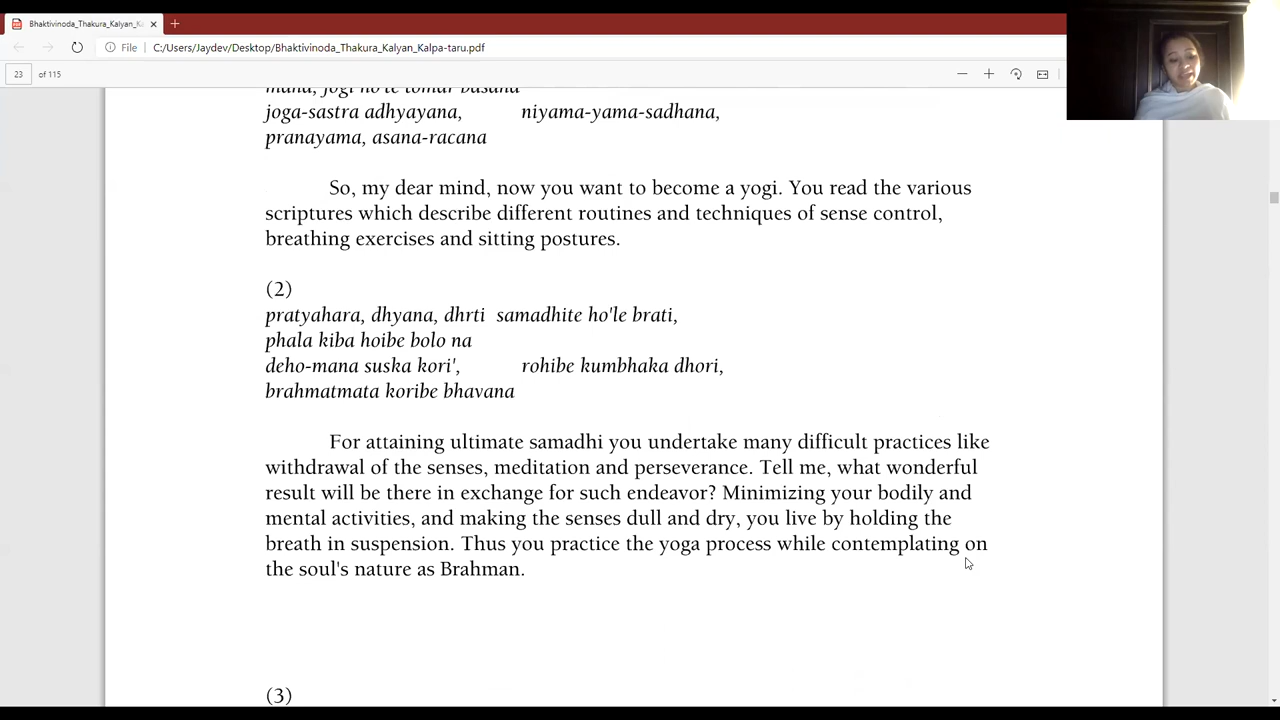 Bhaktivinoda_Thakura_Kalyan_K
File C:/Users/Jaydev/Desktop/Bhaktivinoda_Thakura_Kalyan_Kalpa-taru.pdf
23 of 115
mana, jogi ho'le tomar basana
joga-sastra adhyayana, niyama-yama-sadhana,
pranayama, asana-racana
So, my dear mind, now you want to become a yogi. You read the various
scriptures which describe different routines and techniques of sense control,
breathing exercises and sitting postures.
(2)
pratyahara, dhyana, dhrti samadhite ho'le brati,
phala kiba hoibe bolo na
deho-mana suska kori', rohibe kumbhaka dhori,
brahmatmata koribe bhavana
For attaining ultimate samadhi you undertake many difficult practices like
withdrawal of the senses, meditation and perseverance. Tell me, what wonderful
result will be there in exchange for such endeavor? Minimizing your bodily and
mental activities, and making the senses dull and dry, you live by holding the
breath in suspension. Thus you practice the yoga process while contemplating on
the soul's nature as Brahman.
(3)